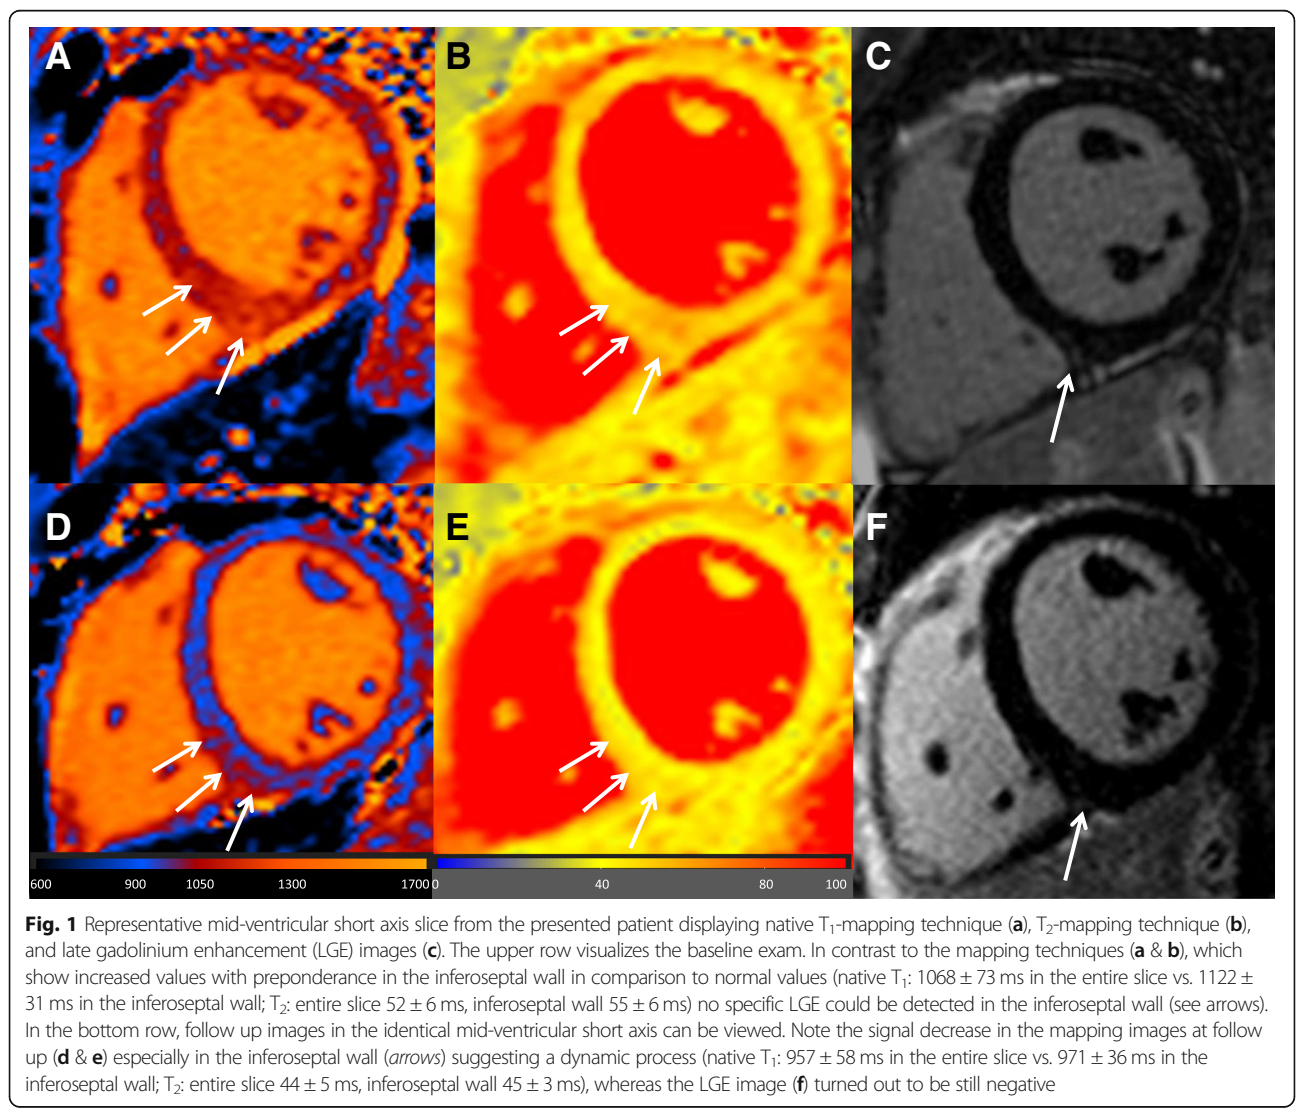 A
B
C
D
E
F
600 900 1050 1300 1700 0 40 80 100
Fig. 1 Representative mid-ventricular short axis slice from the presented patient displaying native T₁-mapping technique (a), T₂-mapping technique (b),
and late gadolinium enhancement (LGE) images (c). The upper row visualizes the baseline exam. In contrast to the mapping techniques (a & b), which
show increased values with preponderance in the inferoseptal wall in comparison to normal values (native T₁: 1068 ± 73 ms in the entire slice vs. 1122 ±
31 ms in the inferoseptal wall; T₂: entire slice 52 ± 6 ms, inferoseptal wall 55 ± 6 ms) no specific LGE could be detected in the inferoseptal wall (see arrows).
In the bottom row, follow up images in the identical mid-ventricular short axis can be viewed. Note the signal decrease in the mapping images at follow
up (d & e) especially in the inferoseptal wall (arrows) suggesting a dynamic process (native T₁: 957 ± 58 ms in the entire slice vs. 971 ± 36 ms in the
inferoseptal wall; T₂: entire slice 44 ± 5 ms, inferoseptal wall 45 ± 3 ms), whereas the LGE image (f) turned out to be still negative